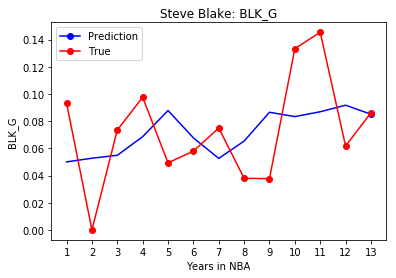 Steve Blake: BLK_G
Prediction
True
0.14
0.12
0.10
0.08
0.06
0.04
0.02
0.00
BLK_G
1 2 3 4 5 6 7 8 9 10 11 12 13
Years in NBA